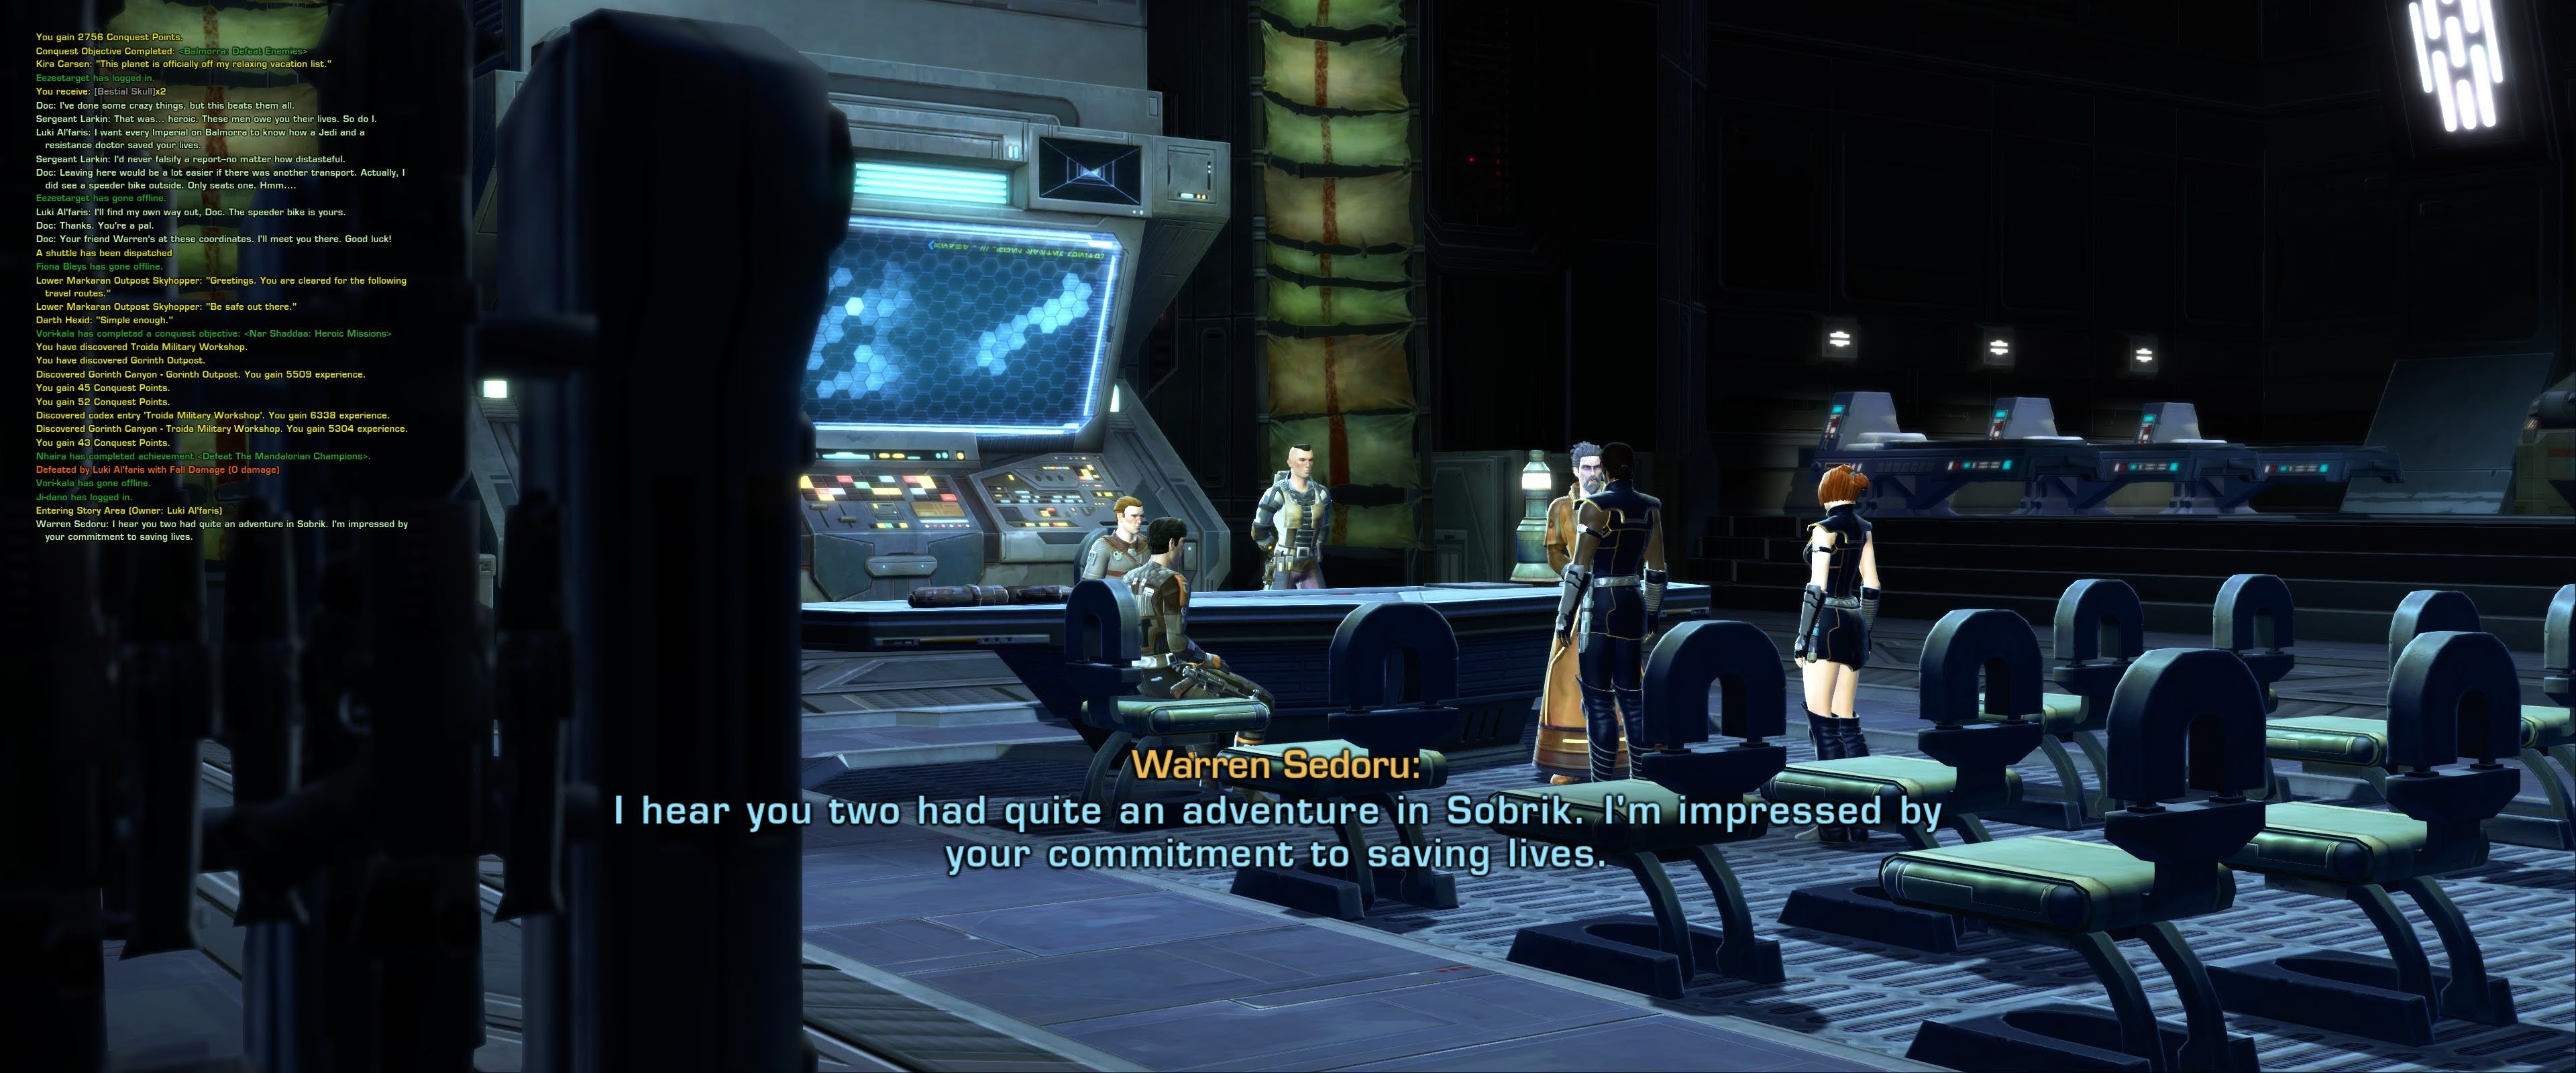 You gain 2756 Conquest Points.
Conquest Objective Completed: <Balmorra: Defeat Enemies>
Kira Carsen: "This planet is officially off my relaxing vacation list."
Eezeetarget has logged in.
You receive: [Bestial Skull]x2
Doc: I've done some crazy things, but this beats them all.
Sergeant Larkin: That was... heroic. These men owe you their lives. So do I.
Luki Al'faris: I want every Imperial on Balmorra to know how a Jedi and a
resistance doctor saved your lives.
Sergeant Larkin: I'd never falsify a report—no matter how distasteful.
Doc: Leaving here would be a lot easier if there was another transport. Actually, I
did see a speeder bike outside. Only seats one. Hmm....
Eezeetarget has gone offline.
Luki Al'faris: I'll find my own way out, Doc. The speeder bike is yours.
Doc: Thanks. You're a pal.
Doc: Your friend Warren's at these coordinates. I'll meet you there. Good luck!
A shuttle has been dispatched
Fiona Bleys has gone offline.
Lower Markaran Outpost Skyhopper: "Greetings. You are cleared for the following
travel routes."
Lower Markaran Outpost Skyhopper: "Be safe out there."
Darth Hexid: "Simple enough."
Vori-kala has completed a conquest objective: <Nar Shaddaa: Heroic Missions>
You have discovered Troida Military Workshop.
You have discovered Gorinth Outpost.
Discovered Gorinth Canyon - Gorinth Outpost. You gain 5509 experience.
You gain 45 Conquest Points.
You gain 52 Conquest Points.
Discovered codex entry 'Troida Military Workshop'. You gain 6338 experience.
Discovered Gorinth Canyon - Troida Military Workshop. You gain 5304 experience.
You gain 43 Conquest Points.
Nhaira has completed achievement <Defeat The Mandalorian Champions>.
Defeated by Luki Al'faris with Fall Damage (0 damage)
Vori-kala has gone offline.
Ji-dano has logged in.
Entering Story Area (Owner: Luki Al'faris)
Warren Sedoru: I hear you two had quite an adventure in Sobrik. I'm impressed by
your commitment to saving lives.
Warren Sedoru:
I hear you two had quite an adventure in Sobrik. I'm impressed by
your commitment to saving lives.